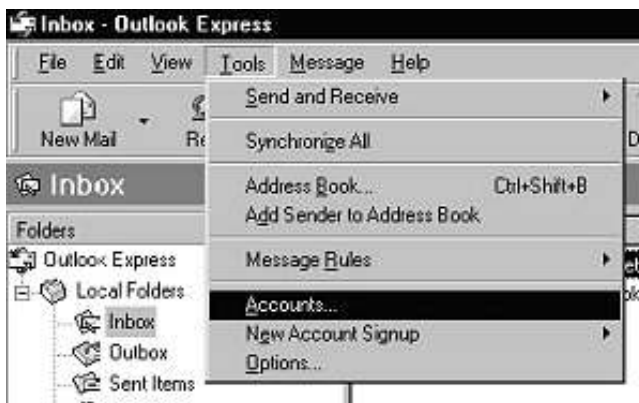 Inbox - Outlook Express
File Edit View Tools Message Help
Send and Receive
New Mail
Synchronize All
Inbox
Address Book... Ctrl+Shift+B
Add Sender to Address Book
Folders
Outlook Express
Message Rules
Local Folders
Accounts...
Inbox
New Account Signup
Outbox
Options...
Sent Items